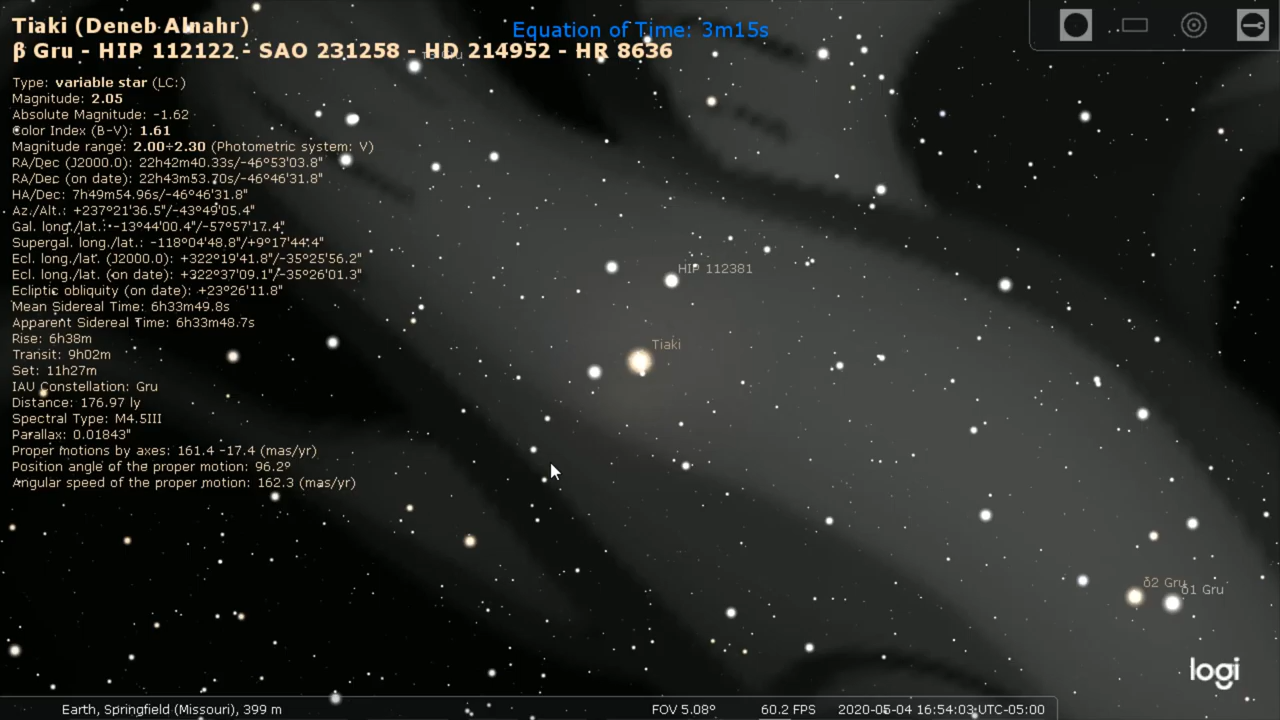 Tiaki (Deneb Alnahr)
Equation of Time: 3m15s
β Gru - HIP 112122 - SAO 231258 - HD 214952 - HR 8636
Type: variable star (LC:)
Magnitude: 2.05
Absolute Magnitude: -1.62
Color Index (B-V): 1.61
Magnitude range: 2.00÷2.30 (Photometric system: V)
RA/Dec (J2000.0): 22h42m40.33s/-46°53'03.8"
RA/Dec (on date): 22h43m53.70s/-46°46'31.8"
HA/Dec: 7h49m54.96s/-46°46'31.8"
Az./Alt.: +237°21'36.5"/-43°49'05.4"
Gal. long./lat.: -13°44'00.4"/-57°57'17.4"
Supergal. long./lat.: -118°04'48.8"/+9°17'44.4"
Ecl. long./lat. (J2000.0): +322°19'41.8"/-35°25'56.2"
Ecl. long./lat. (on date): +322°37'09.1"/-35°26'01.3"
Ecliptic obliquity (on date): +23°26'11.8"
Mean Sidereal Time: 6h33m49.8s
Apparent Sidereal Time: 6h33m48.7s
Rise: 6h38m
Transit: 9h02m
Set: 11h27m
IAU Constellation: Gru
Distance: 176.97 ly
Spectral Type: M4.5III
Parallax: 0.01843"
Proper motions by axes: 161.4 -17.4 (mas/yr)
Position angle of the proper motion: 96.2°
Angular speed of the proper motion: 162.3 (mas/yr)
HIP 112381
Tiaki
δ2 Gru
δ1 Gru
logi
Earth, Springfield (Missouri), 399 m
FOV 5.08°
60.2 FPS
2020-05-04 16:54:03 UTC-05:00